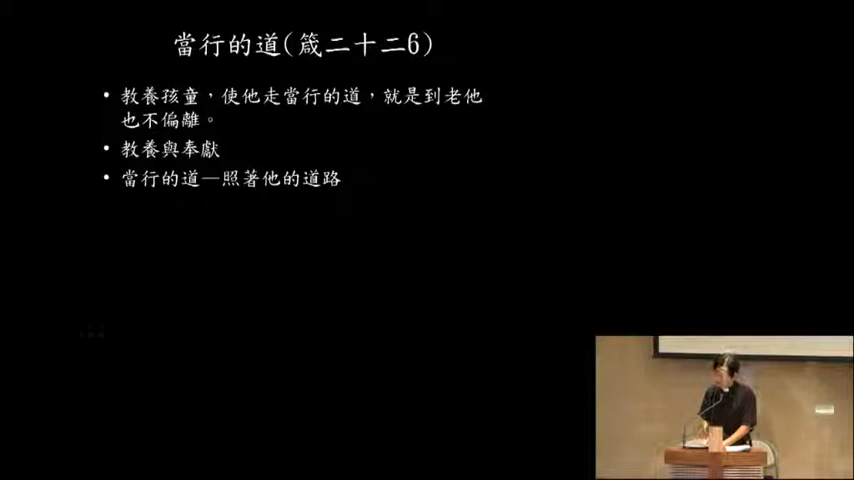 當行的道(箴二十二6)
• 教養孩童，使他走當行的道，就是到老他
也不偏離。
• 教養與奉獻
• 當行的道—照著他的道路